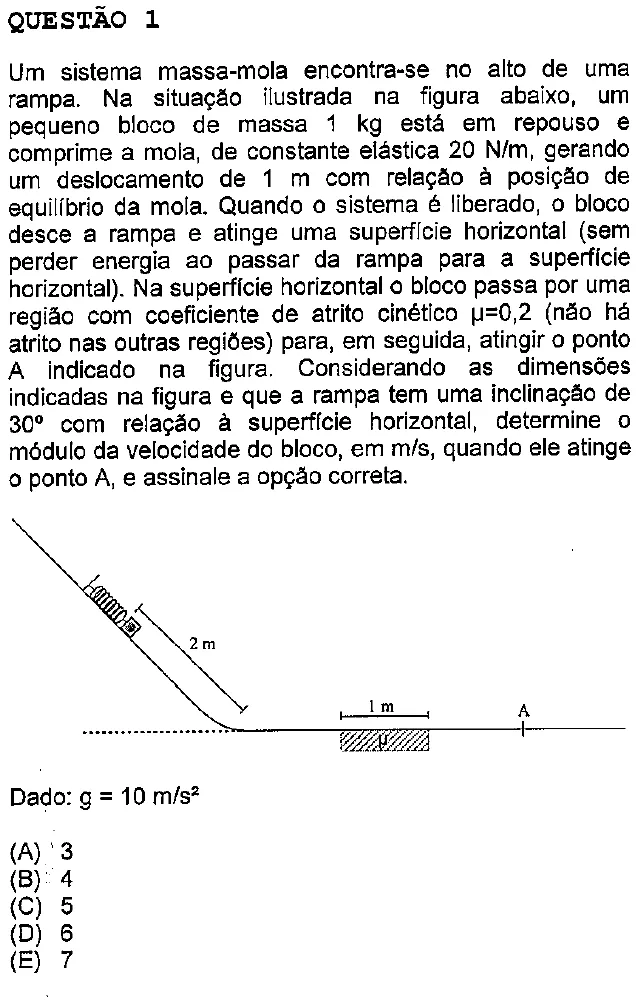 QUESTÃO 1
Um sistema massa-mola encontra-se no alto de uma
rampa. Na situação ilustrada na figura abaixo, um
pequeno bloco de massa 1 kg está em repouso e
comprime a mola, de constante elástica 20 N/m, gerando
um deslocamento de 1 m com relação à posição de
equilíbrio da mola. Quando o sistema é liberado, o bloco
desce a rampa e atinge uma superfície horizontal (sem
perder energia ao passar da rampa para a superfície
horizontal). Na superfície horizontal o bloco passa por uma
região com coeficiente de atrito cinético μ=0,2 (não há
atrito nas outras regiões) para, em seguida, atingir o ponto
A indicado na figura. Considerando as dimensões
indicadas na figura e que a rampa tem uma inclinação de
30º com relação à superfície horizontal, determine o
módulo da velocidade do bloco, em m/s, quando ele atinge
o ponto A, e assinale a opção correta.
2 m
1 m
A
μ
Dado: g = 10 m/s²
(A) 3
(B) 4
(C) 5
(D) 6
(E) 7